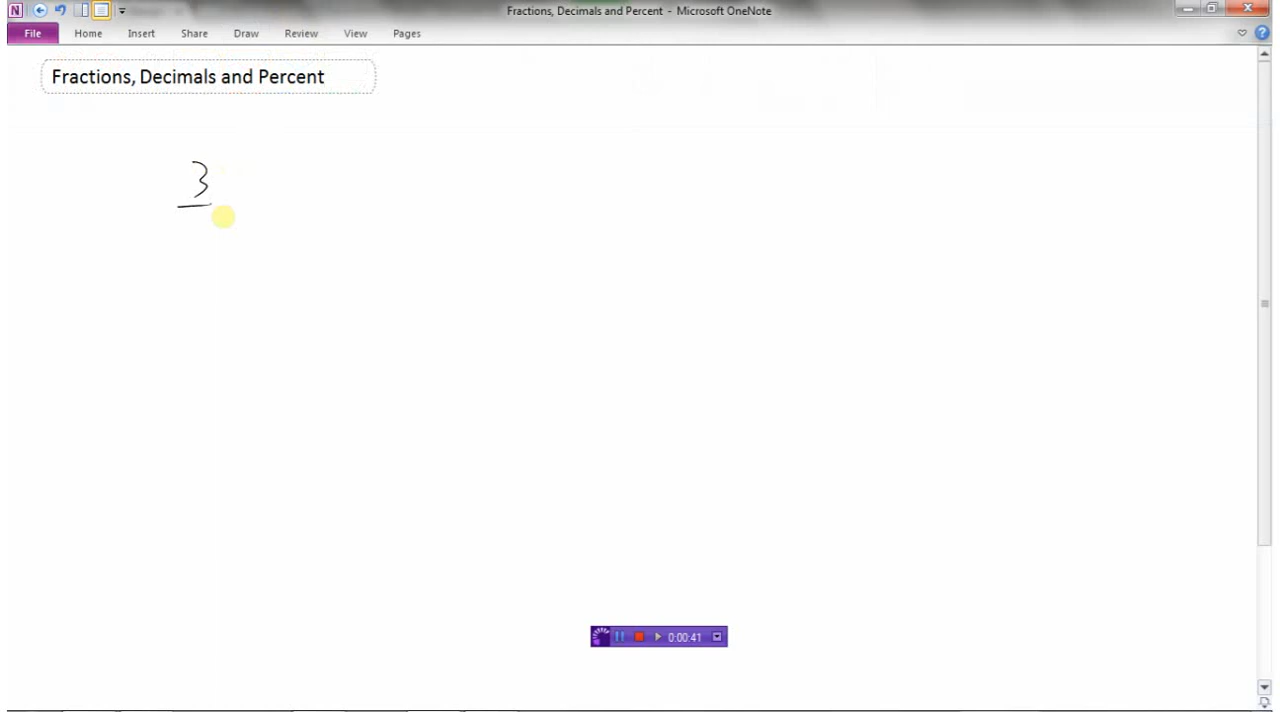 Fractions, Decimals and Percent - Microsoft OneNote
File Home Insert Share Draw Review View Pages
Fractions, Decimals and Percent
3
0:00:41